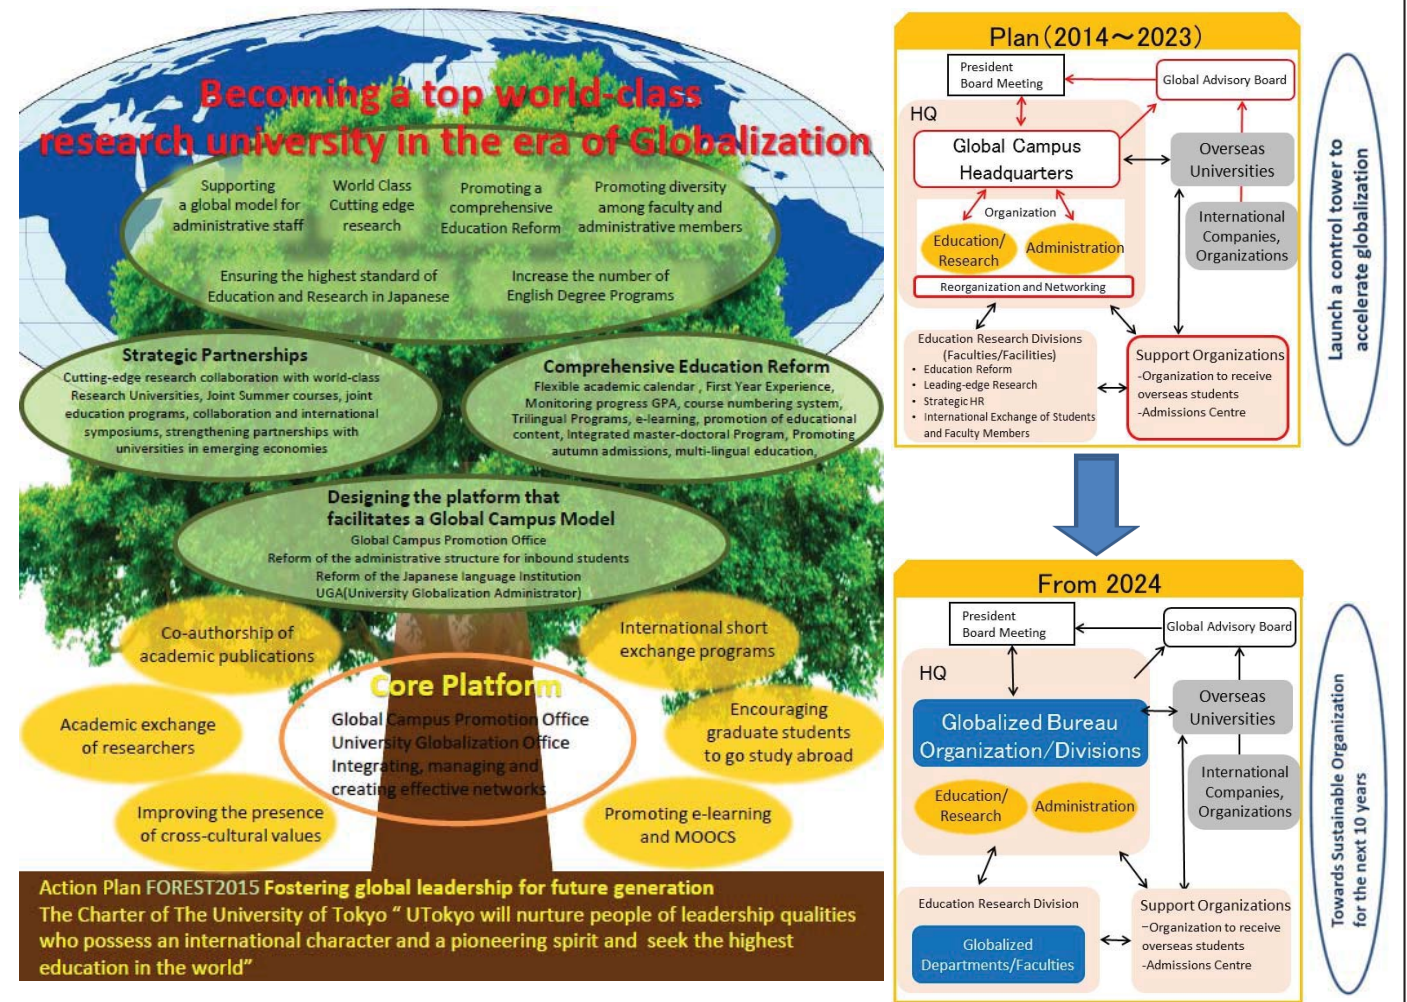 Becoming a top world-class
research university in the era of Globalization
Supporting
a global model for
administrative staff
World Class
Cutting edge
research
Promoting a
comprehensive
Education Reform
Promoting diversity
among faculty and
administrative members
Ensuring the highest standard of
Education and Research in Japanese
Increase the number of
English Degree Programs
Strategic Partnerships
Cutting-edge research collaboration with world-class
Research Universities, Joint Summer courses, joint
education programs, collaboration and international
symposiums, strengthening partnerships with
universities in emerging economies
Comprehensive Education Reform
Flexible academic calendar , First Year Experience,
Monitoring progress GPA, course numbering system,
Trilingual Programs, e-learning, promotion of educational
content, Integrated master-doctoral Program, Promoting
autumn admissions, multi-lingual education,
Designing the platform that
facilitates a Global Campus Model
Global Campus Promotion Office
Reform of the administrative structure for inbound students
Reform of the Japanese language Institution
UGA(University Globalization Administrator)
Co-authorship of
academic publications
International short
exchange programs
Core Platform
Global Campus Promotion Office
University Globalization Office
Integrating, managing and
creating effective networks
Academic exchange
of researchers
Encouraging
graduate students
to go study abroad
Improving the presence
of cross-cultural values
Promoting e-learning
and MOOCS
Action Plan FOREST2015 Fostering global leadership for future generation
The Charter of The University of Tokyo “ UTokyo will nurture people of leadership qualities
who possess an international character and a pioneering spirit and seek the highest
education in the world”
Plan(2014～2023)
President
Board Meeting
Global Advisory Board
HQ
Global Campus
Headquarters
Overseas
Universities
Organization
Education/
Research
Administration
International
Companies,
Organizations
Reorganization and Networking
Education Research Divisions
(Faculties/Facilities)
• Education Reform
• Leading-edge Research
• Strategic HR
• International Exchange of Students
and Faculty Members
Support Organizations
-Organization to receive
overseas students
-Admissions Centre
Launch a control tower to
accelerate globalization
From 2024
President
Board Meeting
Global Advisory Board
HQ
Globalized Bureau
Organization/Divisions
Overseas
Universities
Education/
Research
Administration
International
Companies,
Organizations
Education Research Division
Globalized
Departments/Faculties
Support Organizations
−Organization to receive
overseas students
-Admissions Centre
Towards Sustainable Organization
for the next 10 years